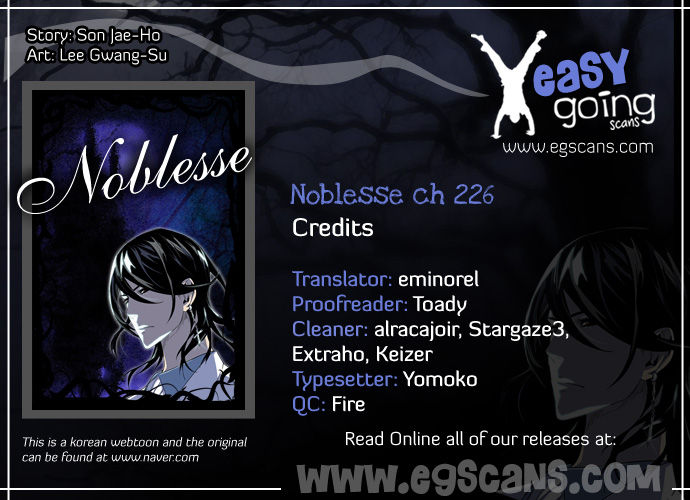 Story: Son Jae-Ho
Art: Lee Gwang-Su
easy
going
scans
www.egscans.com
Noblesse
Noblesse ch 226
Credits
Translator: eminorel
Proofreader: Toady
Cleaner: alracajoir, Stargaze3,
Extraho, Keizer
Typesetter: Yomoko
QC: Fire
This is a korean webtoon and the original
can be found at www.naver.com
Read Online all of our releases at:
www.egscans.com